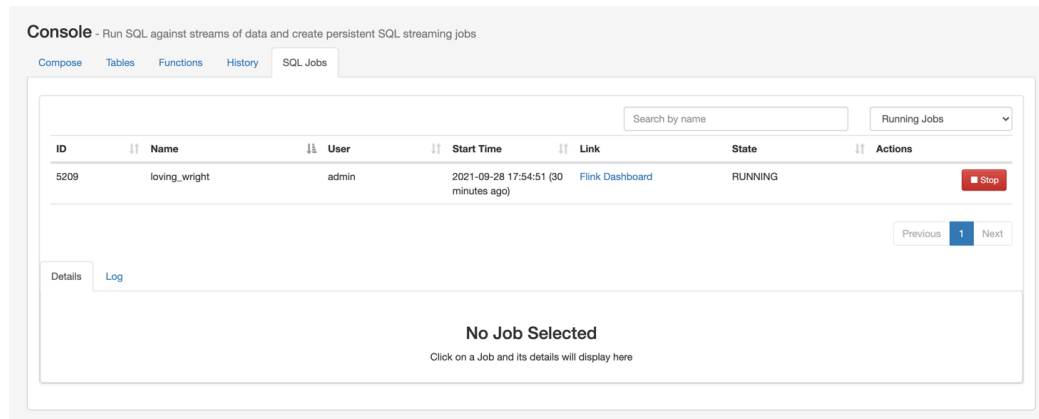 Console - Run SQL against streams of data and create persistent SQL streaming jobs
Compose Tables Functions History SQL Jobs
Search by name Running Jobs
ID Name User Start Time Link State Actions
5209 loving_wright admin 2021-09-28 17:54:51 (30 Flink Dashboard RUNNING Stop
minutes ago)
Previous 1 Next
Details Log
No Job Selected
Click on a Job and its details will display here